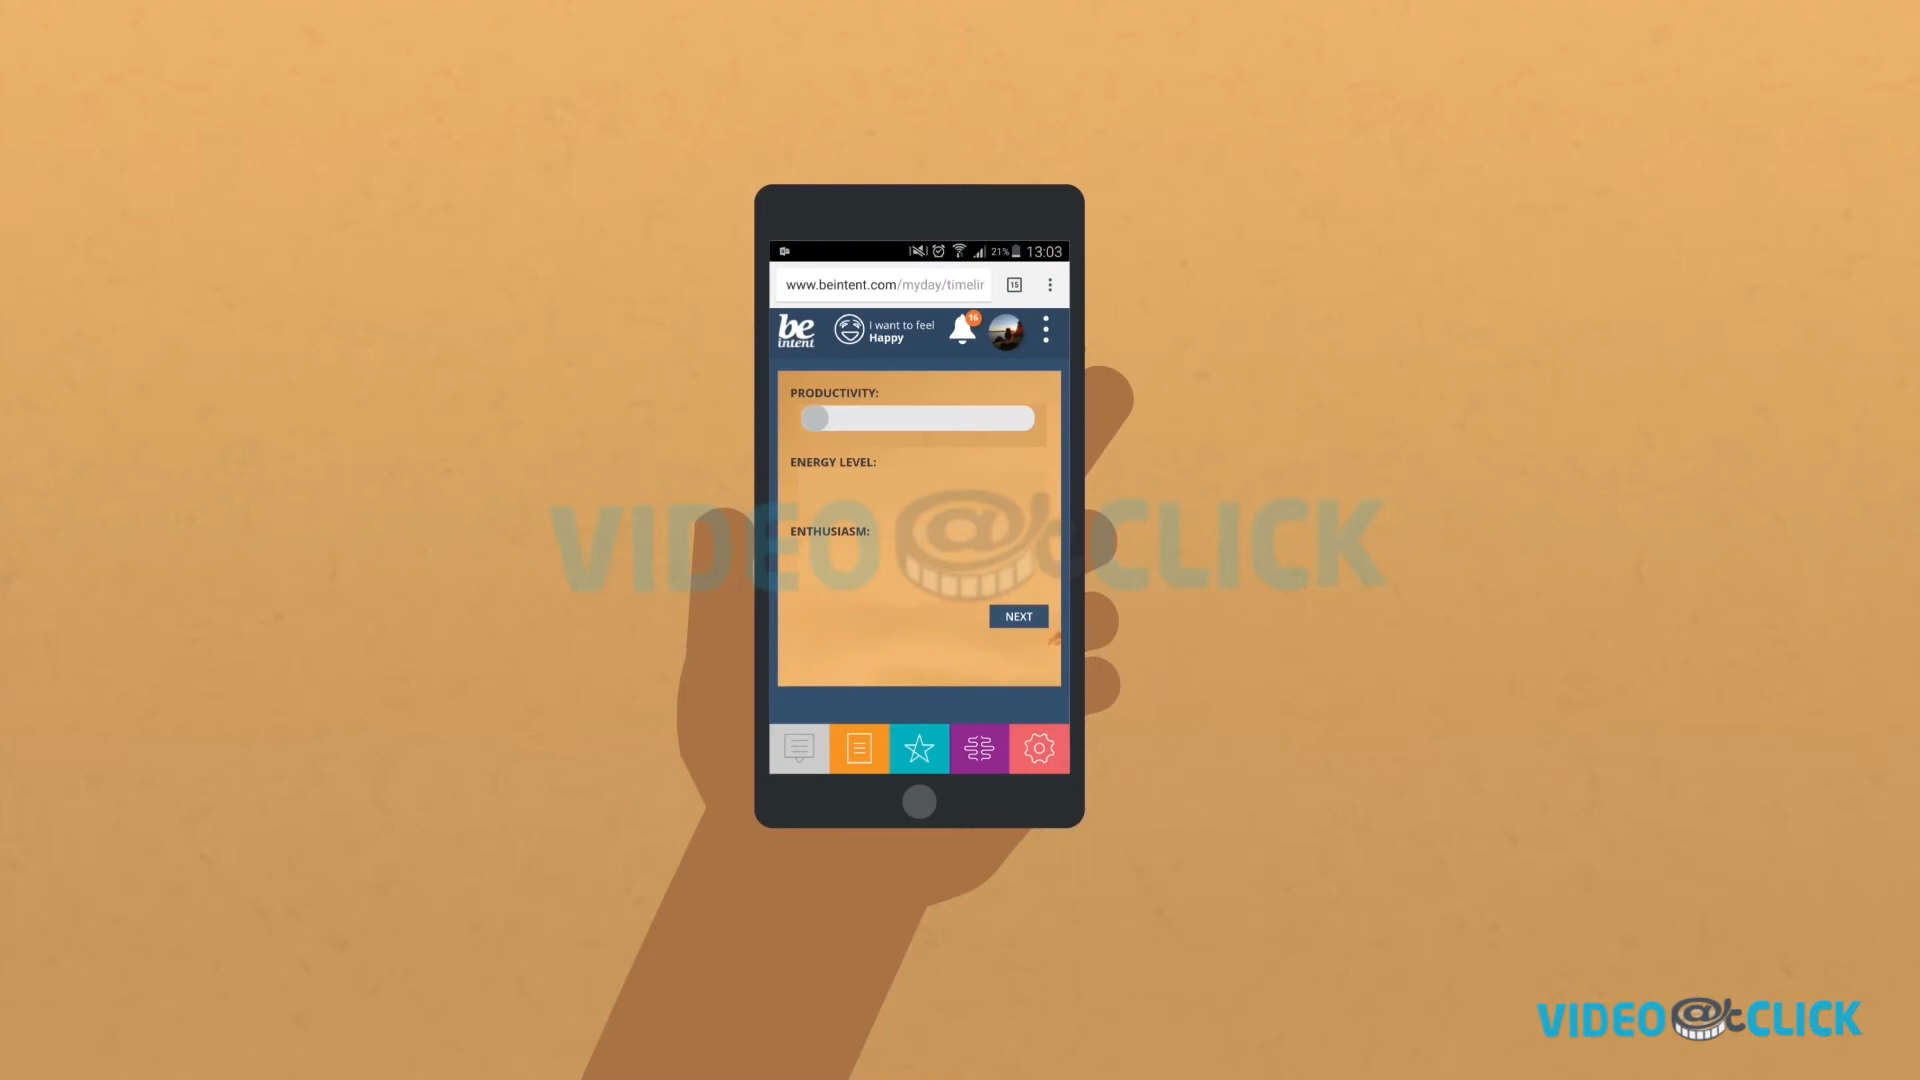 21% 13:03
www.beintent.com/myday/timelir
15
be
intent
I want to feel
Happy
16
PRODUCTIVITY:
ENERGY LEVEL:
ENTHUSIASM:
VIDEO @t CLICK
NEXT
VIDEO @t CLICK